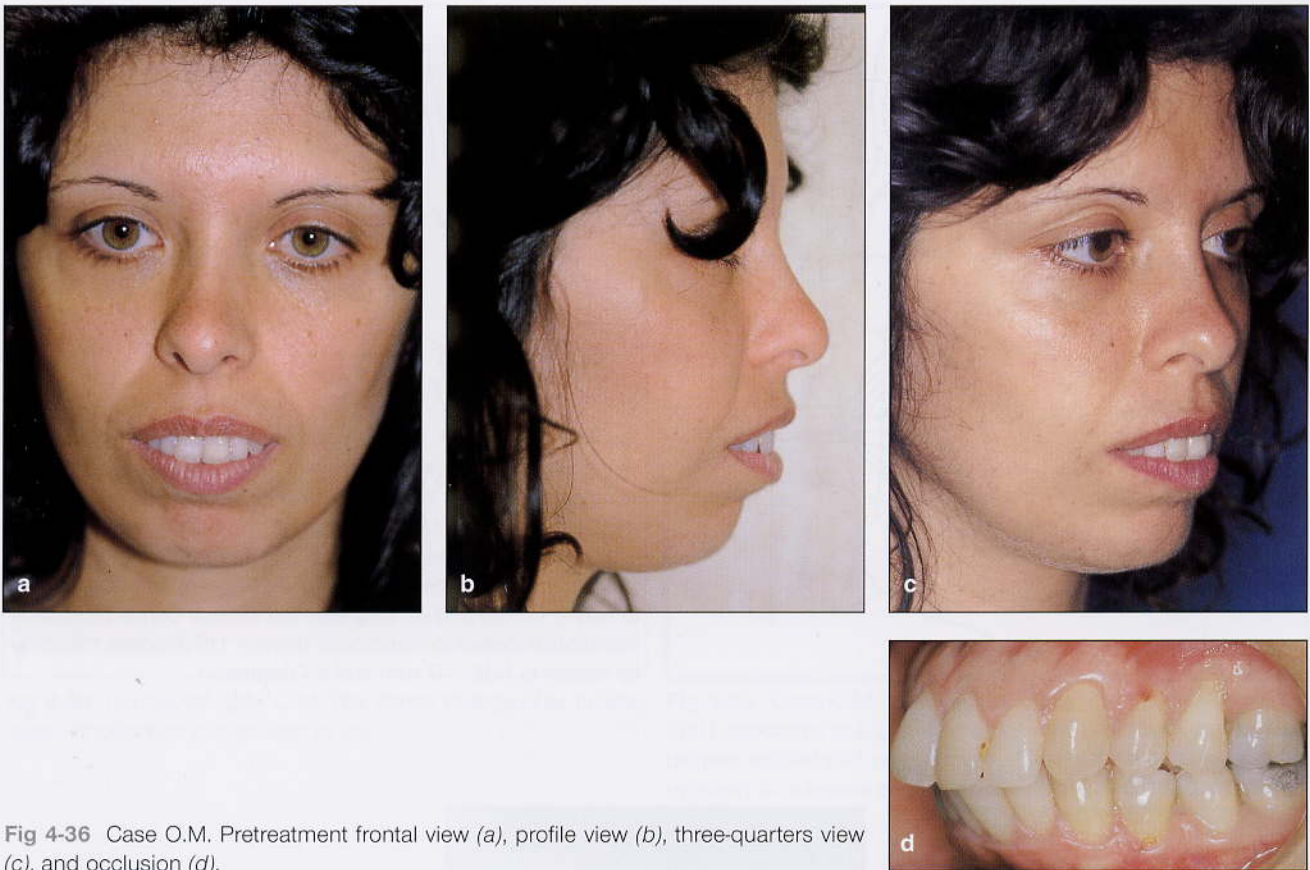 a
b
c
d
Fig 4-36 Case O.M. Pretreatment frontal view (a), profile view (b), three-quarters view
(c), and occlusion (d).